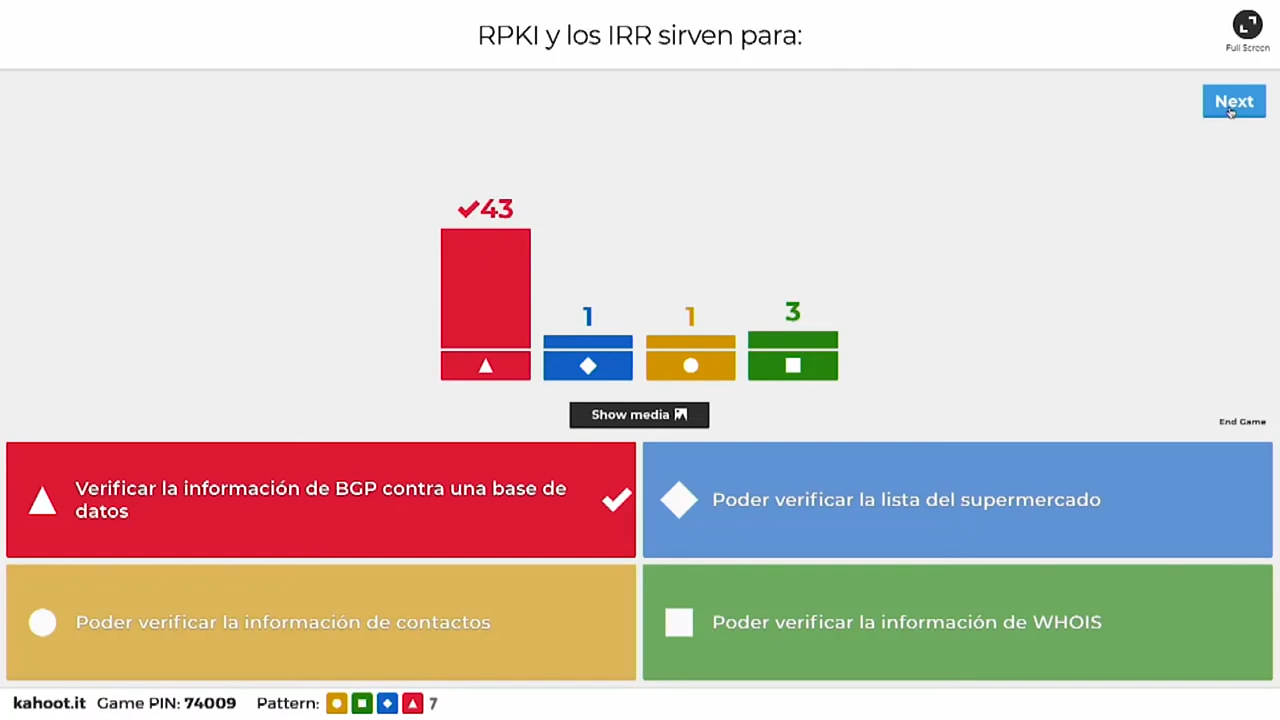 RPKI y los IRR sirven para:
Full Screen
Next
43
1
1
3
Show media
End Game
Verificar la información de BGP contra una base de
datos
Poder verificar la lista del supermercado
Poder verificar la información de contactos
Poder verificar la información de WHOIS
kahoot.it Game PIN: 74009 Pattern: 7